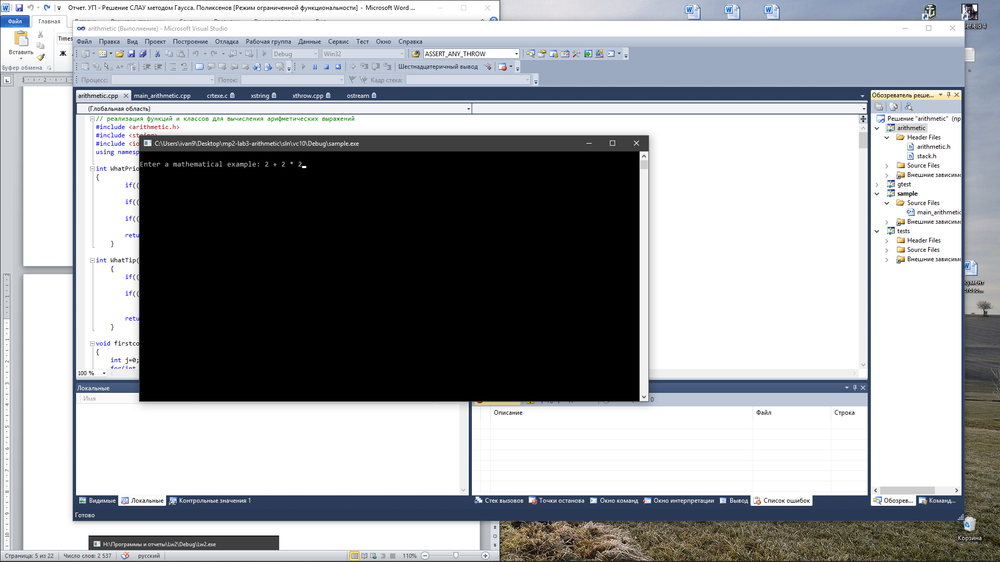 Отчет. УП - Решение СЛАУ методом Гаусса. Поликсенов [Режим ограниченной функциональности] - Microsoft Word ...
Файл
Главная
Вставить
Times
Ж
Буфер обмена
arithmetic (Выполнение) - Microsoft Visual Studio
Файл Правка Вид Проект Построение Отладка Рабочая группа Данные Сервис Тест Окно Справка
Debug
Win32
ASSERT_ANY_THROW
Шестнадцатеричный вывод
Процесс:
Поток:
Кадр стека:
arithmetic.cpp
main_arithmetic.cpp
crtexe.c
xstring
xthrow.cpp
ostream
(Глобальная область)
// реализация функций и классов для вычисления арифметических выражений
#include <arithmetic.h>
#include <string>
#include <io
using namesp
int WhatPrio
{
if((
if((
if((
retu
}
int WhatTip(
{
if((
if((
retu
}
void firstco
{
int j=0;
for(int
100 %
C:\Users\ivan9\Desktop\mp2-lab3-arithmetic\sln\vc10\Debug\sample.exe
Enter a mathematical example: 2 + 2 * 2
Обозреватель реше...
Решение "arithmetic" (пр
arithmetic
Header Files
arithmetic.h
stack.h
Source Files
Внешние зависимо
gtest
sample
Source Files
main_arithmetic
Внешние зависимо
tests
Header Files
Source Files
Внешние зависимо
Локальные
Имя
0
Описание
Файл
Строка
Видимые
Локальные
Контрольные значения 1
Стек вызовов
Точки останова
Окно команд
Окно интерпретации
Вывод
Список ошибок
Обозрев...
Команд...
Готово
H:\Программы и отчеты\Lw2\Debug\Lw2.exe
Страница: 5 из 22
Число слов: 2 537
русский
110%
lefield 4
Корзина